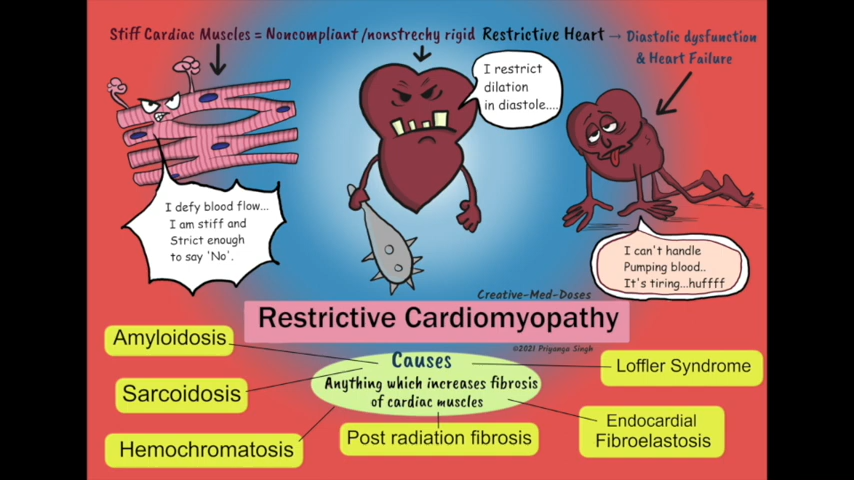 Stiff Cardiac Muscles = Noncompliant /nonstrechy rigid Restrictive Heart → Diastolic dysfunction
& Heart Failure
I restrict
dilation
in diastole....
I defy blood flow...
I am stiff and
Strict enough
to say 'No'.
I can't handle
Pumping blood..
It's tiring...huffff
Creative-Med-Doses
Restrictive Cardiomyopathy
©2021 Priyanga Singh
Causes
Anything which increases fibrosis
of cardiac muscles
Amyloidosis
Sarcoidosis
Hemochromatosis
Post radiation fibrosis
Loffler Syndrome
Endocardial
Fibroelastosis